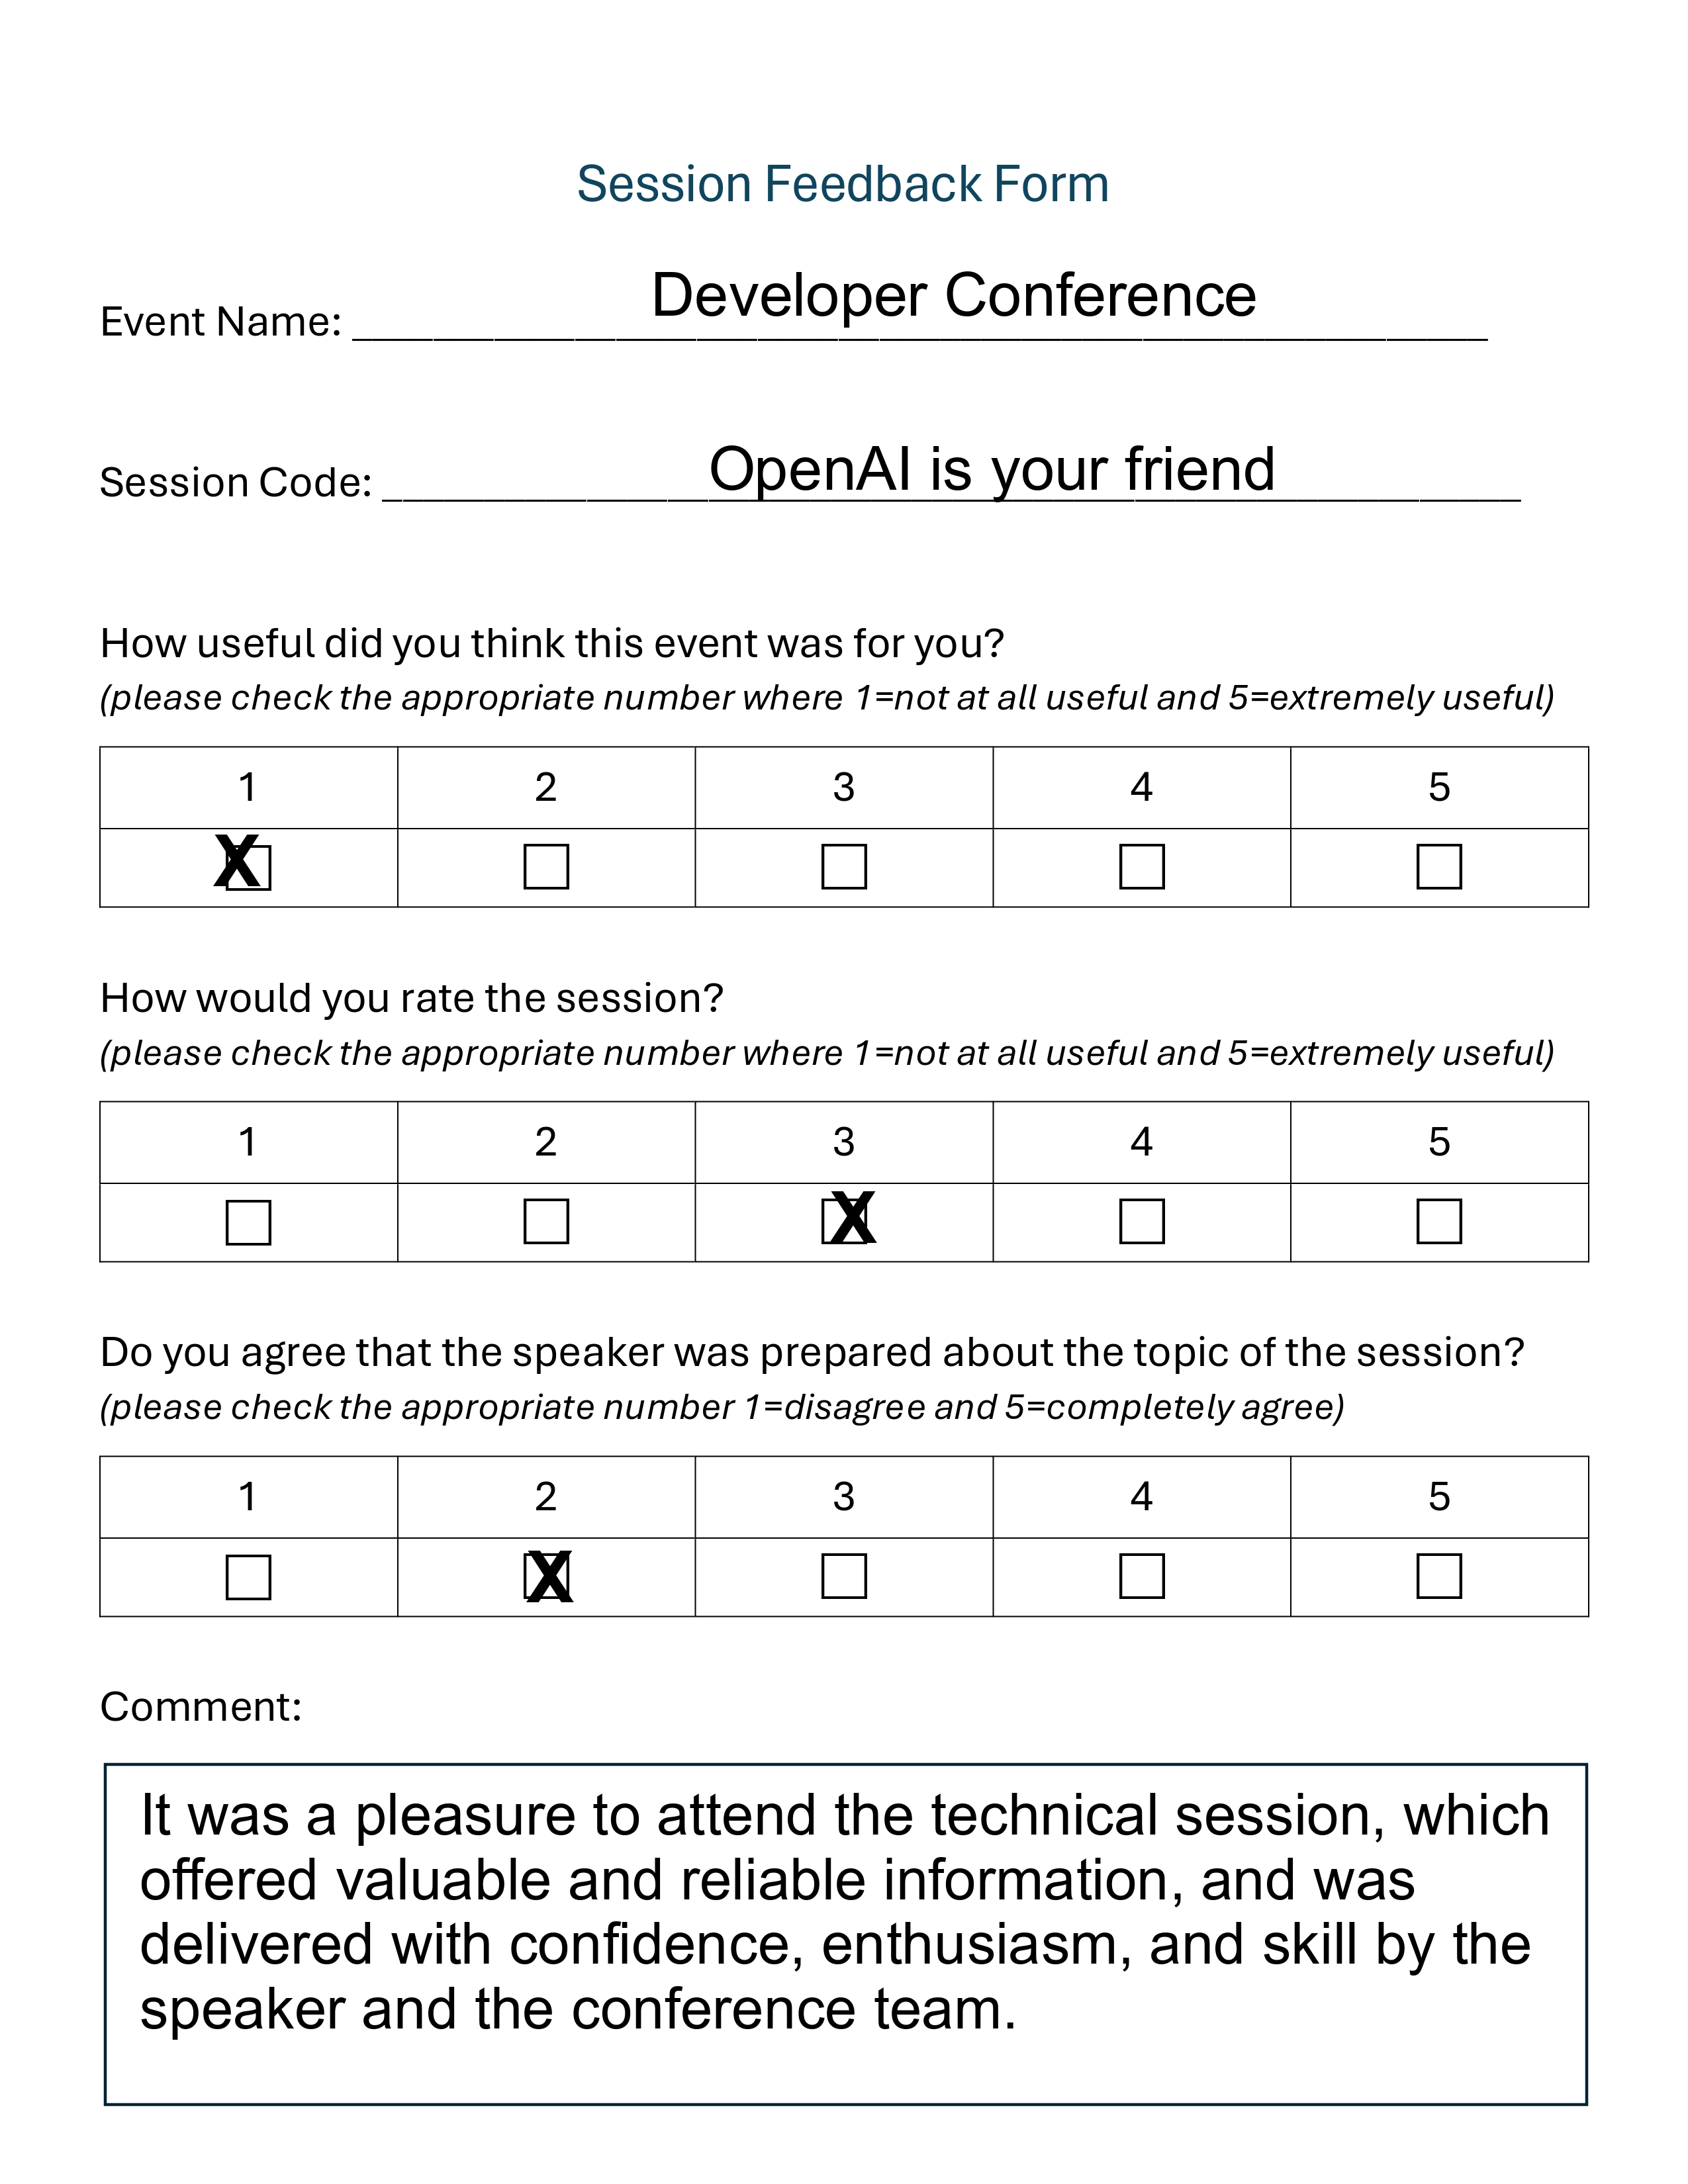 Session Feedback Form
Event Name: Developer Conference
Session Code: OpenAI is your friend
How useful did you think this event was for you?
(please check the appropriate number where 1=not at all useful and 5=extremely useful)
1 2 3 4 5
X
How would you rate the session?
(please check the appropriate number where 1=not at all useful and 5=extremely useful)
1 2 3 4 5
X
Do you agree that the speaker was prepared about the topic of the session?
(please check the appropriate number 1=disagree and 5=completely agree)
1 2 3 4 5
X
Comment:
It was a pleasure to attend the technical session, which
offered valuable and reliable information, and was
delivered with confidence, enthusiasm, and skill by the
speaker and the conference team.